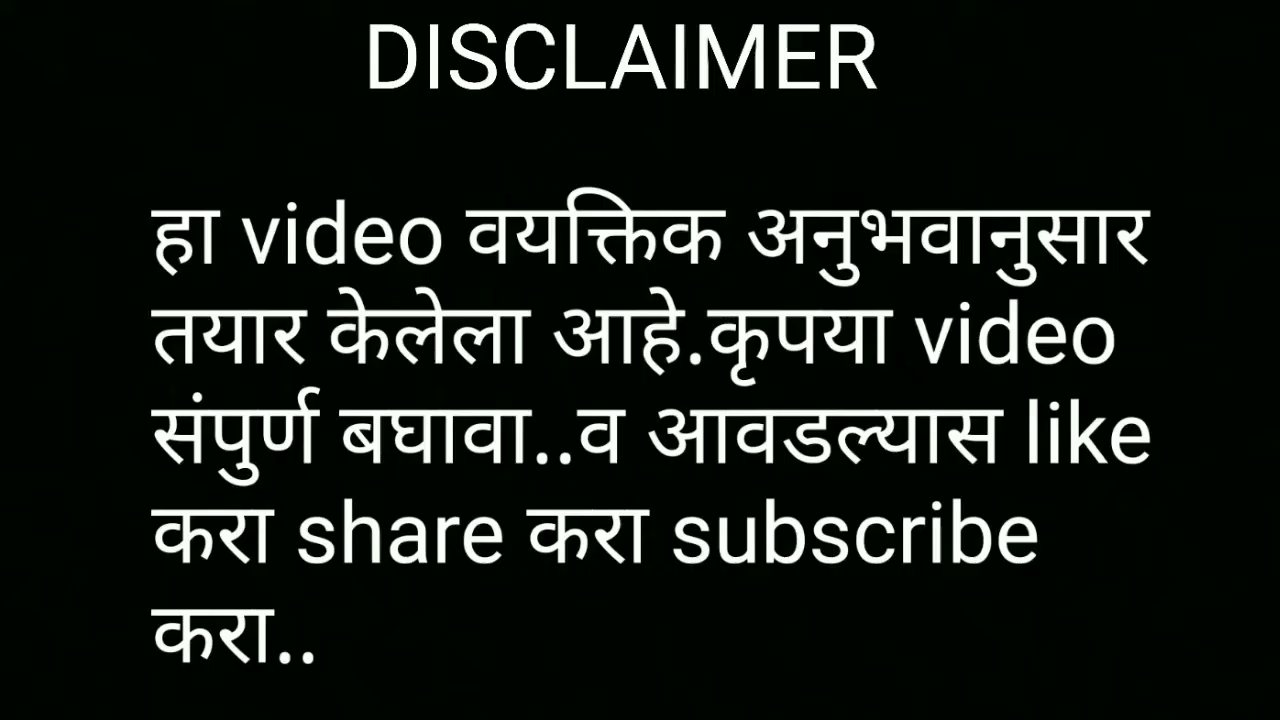 DISCLAIMER
हा video वयक्तिक अनुभवानुसार
तयार केलेला आहे.कृपया video
संपुर्ण बघावा..व आवडल्यास like
करा share करा subscribe
करा..